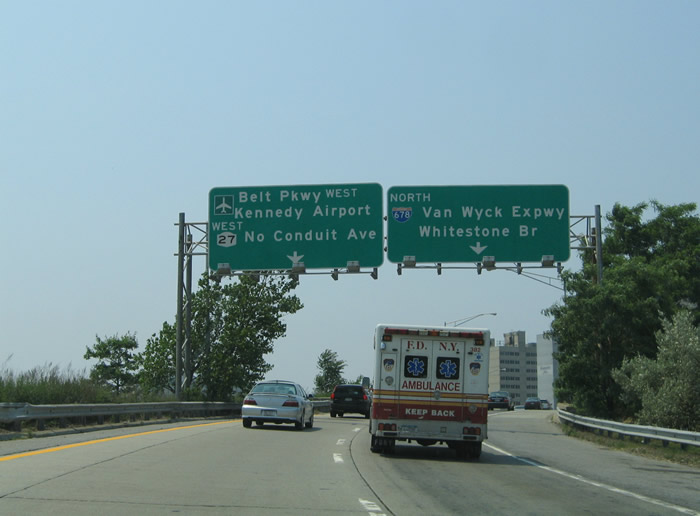 Belt Pkwy WEST
Kennedy Airport
WEST
27 No Conduit Ave
NORTH
678 Van Wyck Expwy
Whitestone Br
F.D.N.Y.
AMBULANCE
KEEP BACK